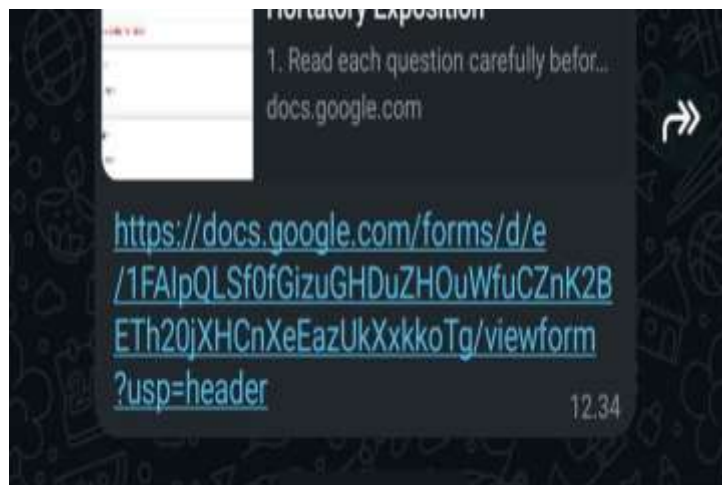 Hortatory Exposition
1. Read each question carefully befor...
docs.google.com
https://docs.google.com/forms/d/e
/1FAIpQLSf0fGizuGHDuZHOuWfuCZnK2B
ETh20jXHCnXeEazUkXxkkoTg/viewform
?usp=header
12.34